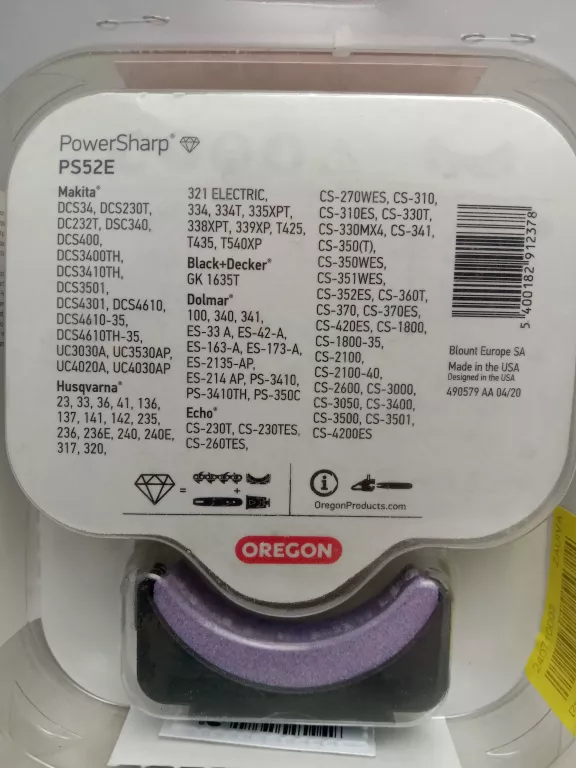 PowerSharp®
PS52E
Makita®
DCS34, DCS230T,
DC232T, DSC340,
DCS400,
DCS3400TH,
DCS3410TH,
DCS3501,
DCS4301, DCS4610,
DCS4610-35,
DCS4610TH-35,
UC3030A, UC3530AP,
UC4020A, UC4030AP
Husqvarna®
23, 33, 36, 41, 136,
137, 141, 142, 235,
236, 236E, 240, 240E,
317, 320,
321 ELECTRIC,
334, 334T, 335XPT,
338XPT, 339XP, T425,
T435, T540XP
Black+Decker®
GK 1635T
Dolmar®
100, 340, 341,
ES-33 A, ES-42-A,
ES-163-A, ES-173-A,
ES-2135-AP,
ES-214 AP, PS-3410,
PS-3410TH, PS-350C
Echo®
CS-230T, CS-230TES,
CS-260TES,
CS-270WES, CS-310,
CS-310ES, CS-330T,
CS-330MX4, CS-341,
CS-350(T),
CS-350WES,
CS-351WES,
CS-352ES, CS-360T,
CS-370, CS-370ES,
CS-420ES, CS-1800,
CS-1800-35,
CS-2100,
CS-2100-40,
CS-2600, CS-3000,
CS-3050, CS-3400,
CS-3500, CS-3501,
CS-4200ES
5 400182 912378
Blount Europe SA
Made in the USA
Designed in the USA
490579 AA 04/20
= +
i
OregonProducts.com
OREGON